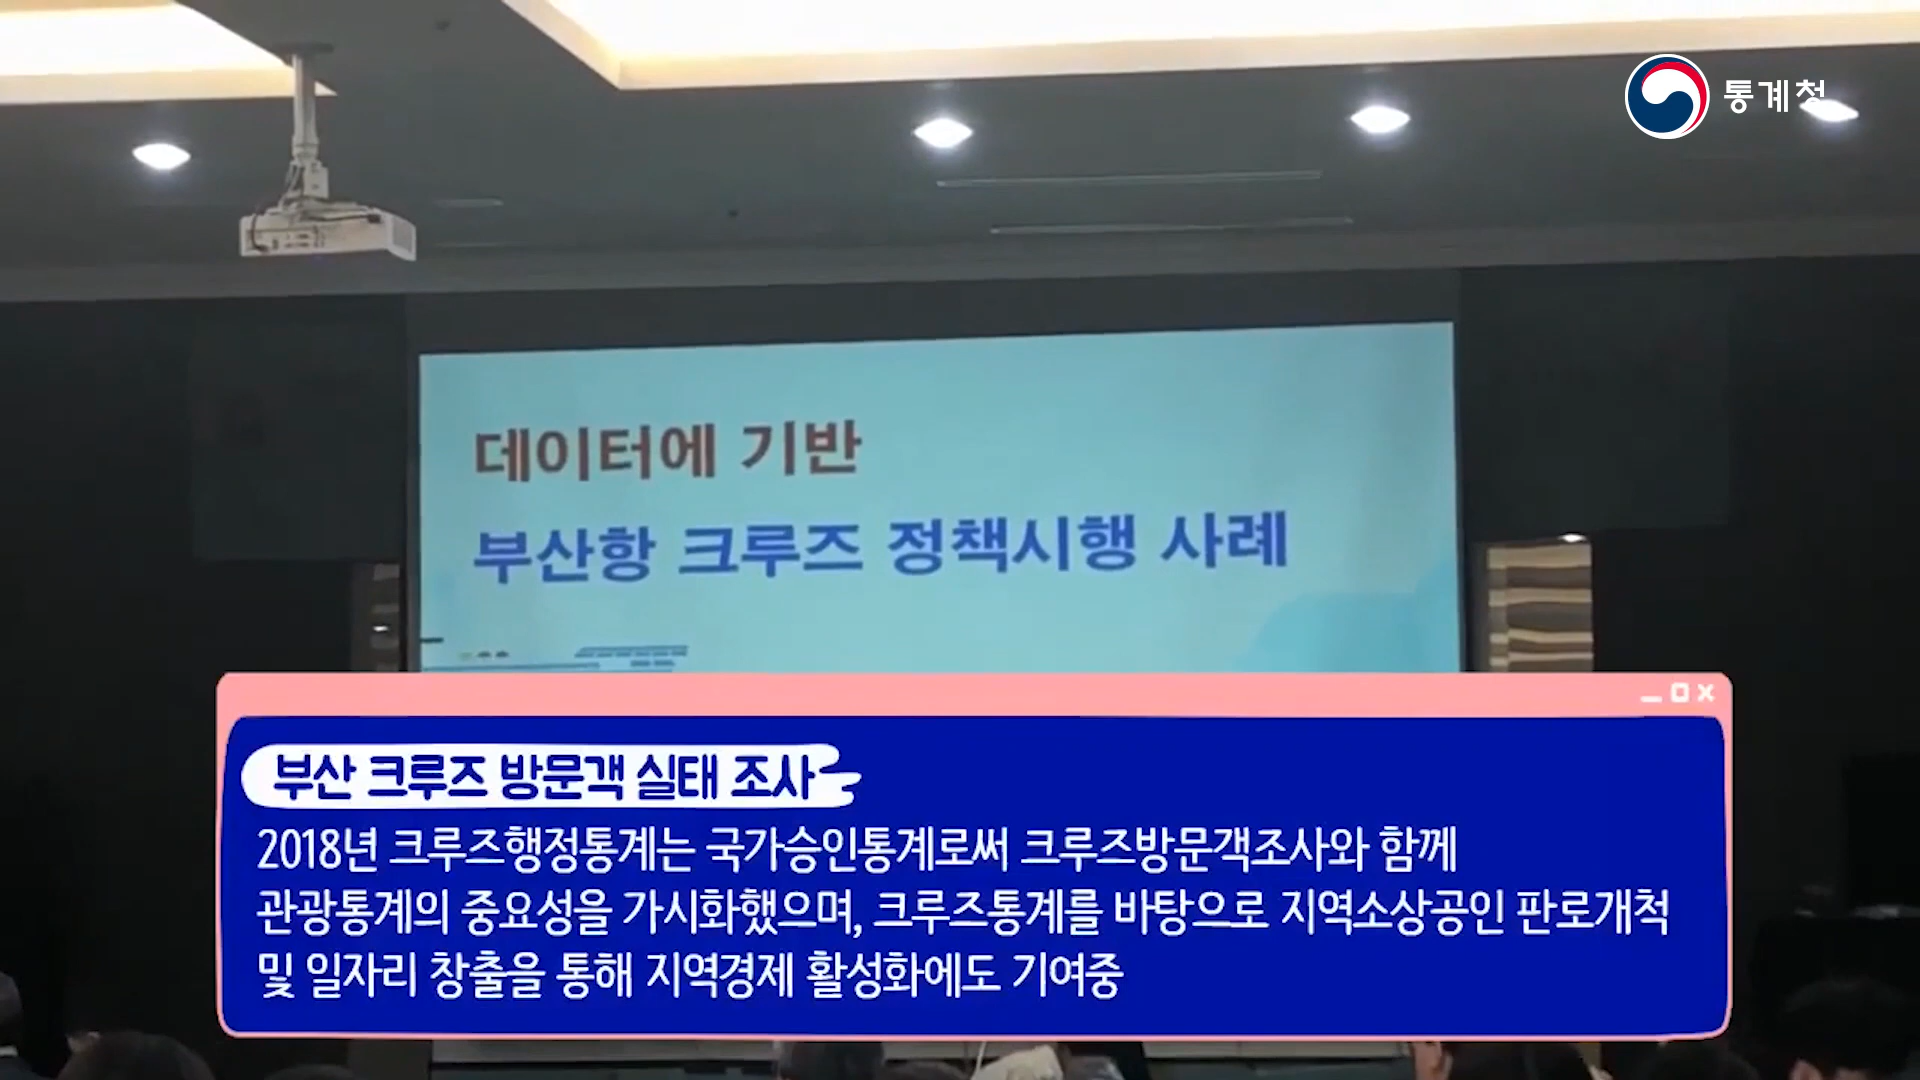 통계청
데이터에 기반
부산항 크루즈 정책시행 사례
부산 크루즈 방문객 실태 조사
2018년 크루즈행정통계는 국가승인통계로써 크루즈방문객조사와 함께
관광통계의 중요성을 가시화했으며, 크루즈통계를 바탕으로 지역소상공인 판로개척
및 일자리 창출을 통해 지역경제 활성화에도 기여중